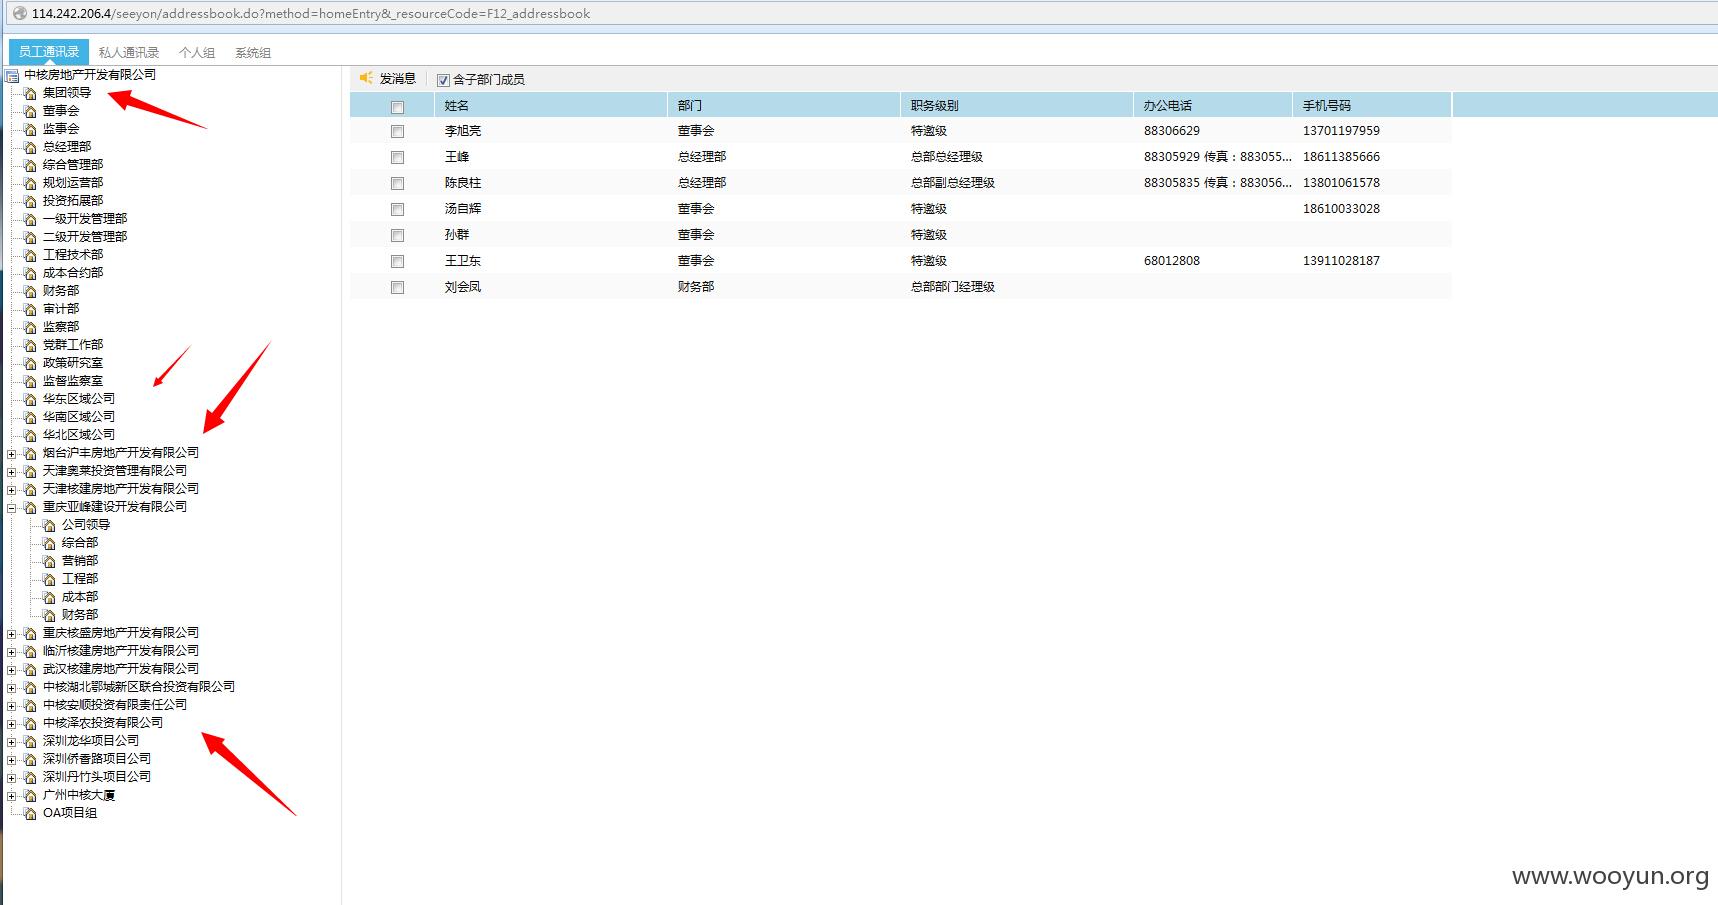 114.242.206.4/seeyon/addressbook.do?method=homeEntry&_resourceCode=F12_addressbook
员工通讯录 私人通讯录 个人组 系统组
中核房地产开发有限公司
集团领导
董事会
监事会
总经理部
综合管理部
规划运营部
投资拓展部
一级开发管理部
二级开发管理部
工程技术部
成本合约部
财务部
审计部
监察部
党群工作部
政策研究室
监督监察室
华东区域公司
华南区域公司
华北区域公司
烟台沪丰房地产开发有限公司
天津奥莱投资管理有限公司
天津核建房地产开发有限公司
重庆亚峰建设开发有限公司
公司领导
综合部
营销部
工程部
成本部
财务部
重庆核盛房地产开发有限公司
临沂核建房地产开发有限公司
武汉核建房地产开发有限公司
中核湖北鄂城新区联合投资有限公司
中核安顺投资有限责任公司
中核泽农投资有限公司
深圳龙华项目公司
深圳侨香路项目公司
深圳丹竹头项目公司
广州中核大厦
OA项目组
发消息 含子部门成员
姓名 部门 职务级别 办公电话 手机号码
李旭亮 董事会 特邀级 88306629 13701197959
王峰 总经理部 总部总经理级 88305929 传真：883055... 18611385666
陈良柱 总经理部 总部副总经理级 88305835 传真：883056... 13801061578
汤自辉 董事会 特邀级 18610033028
孙群 董事会 特邀级
王卫东 董事会 特邀级 68012808 13911028187
刘会凤 财务部 总部部门经理级
www.wooyun.org